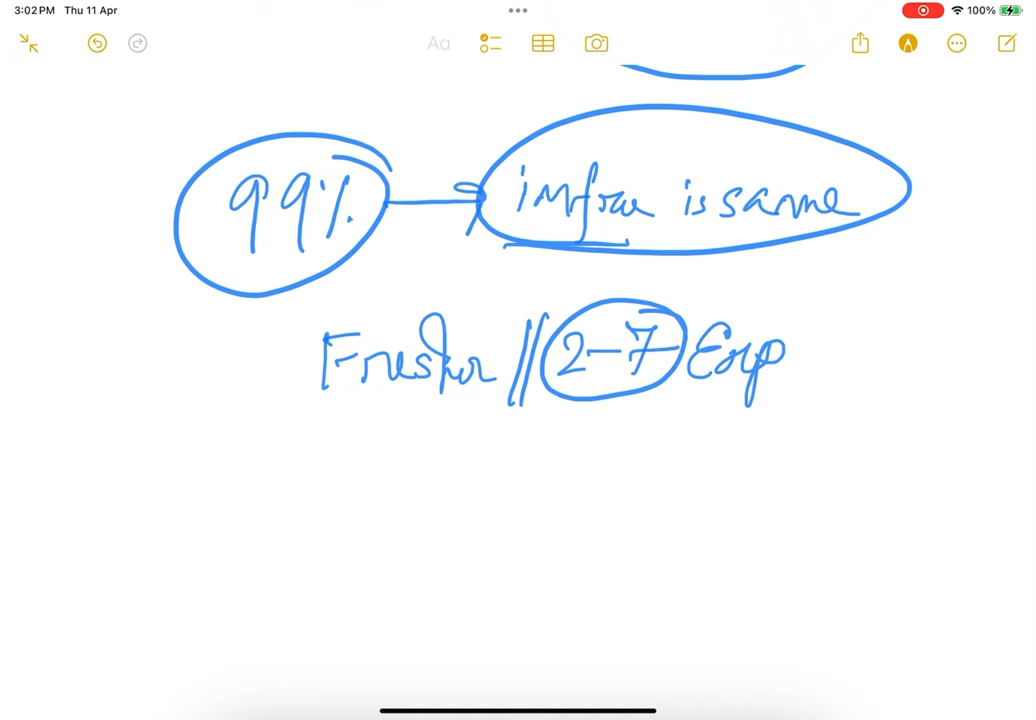 3:02 PM Thu 11 Apr 100%
Aa
99% infra is same
Fresher || 2-7 Exp